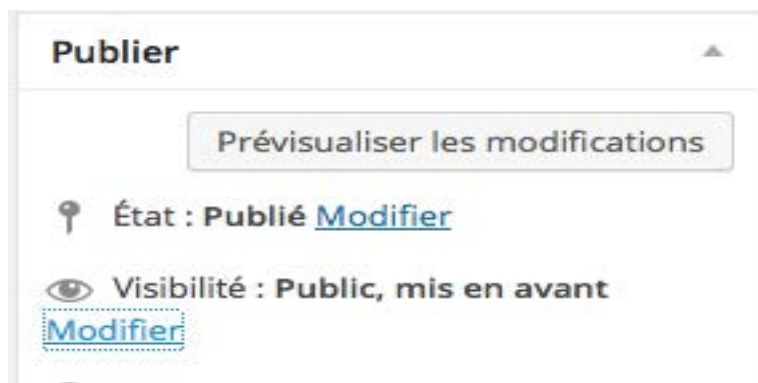 Publier
Prévisualiser les modifications
État : Publié Modifier
Visibilité : Public, mis en avant
Modifier